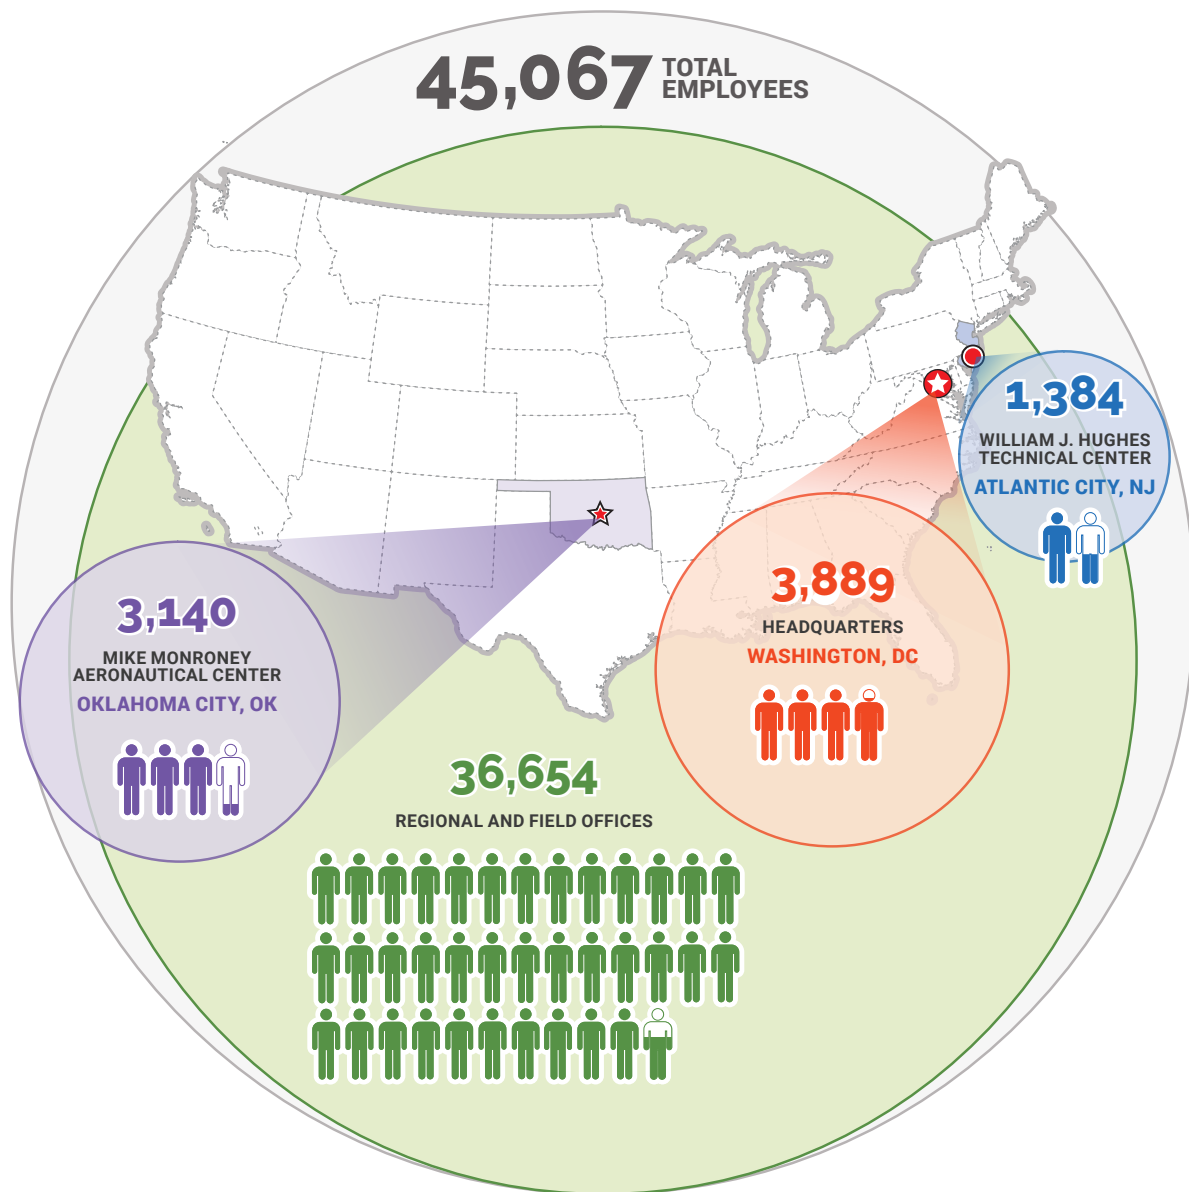 45,067 TOTAL
EMPLOYEES
1,384
WILLIAM J. HUGHES
TECHNICAL CENTER
ATLANTIC CITY, NJ
3,889
HEADQUARTERS
WASHINGTON, DC
3,140
MIKE MONRONEY
AERONAUTICAL CENTER
OKLAHOMA CITY, OK
36,654
REGIONAL AND FIELD OFFICES